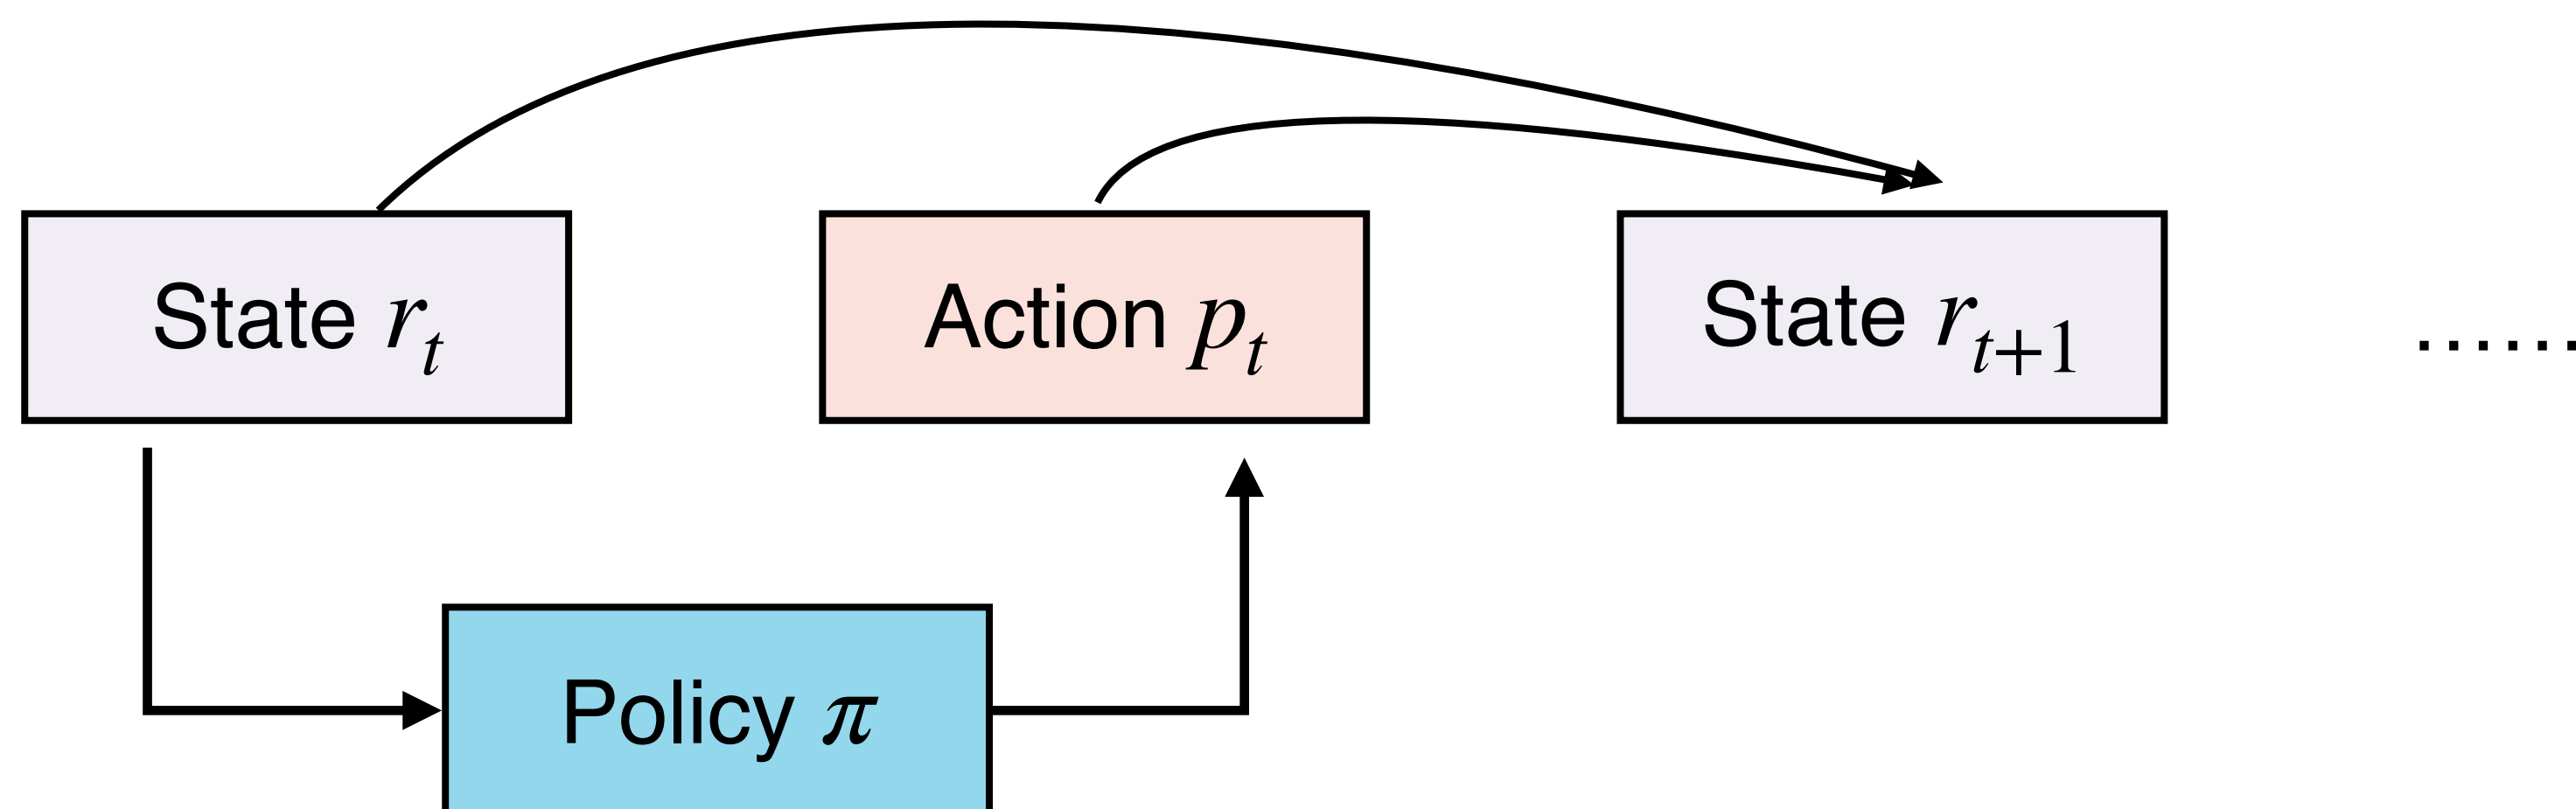 State r_t
Action p_t
State r_{t+1}
......
Policy π